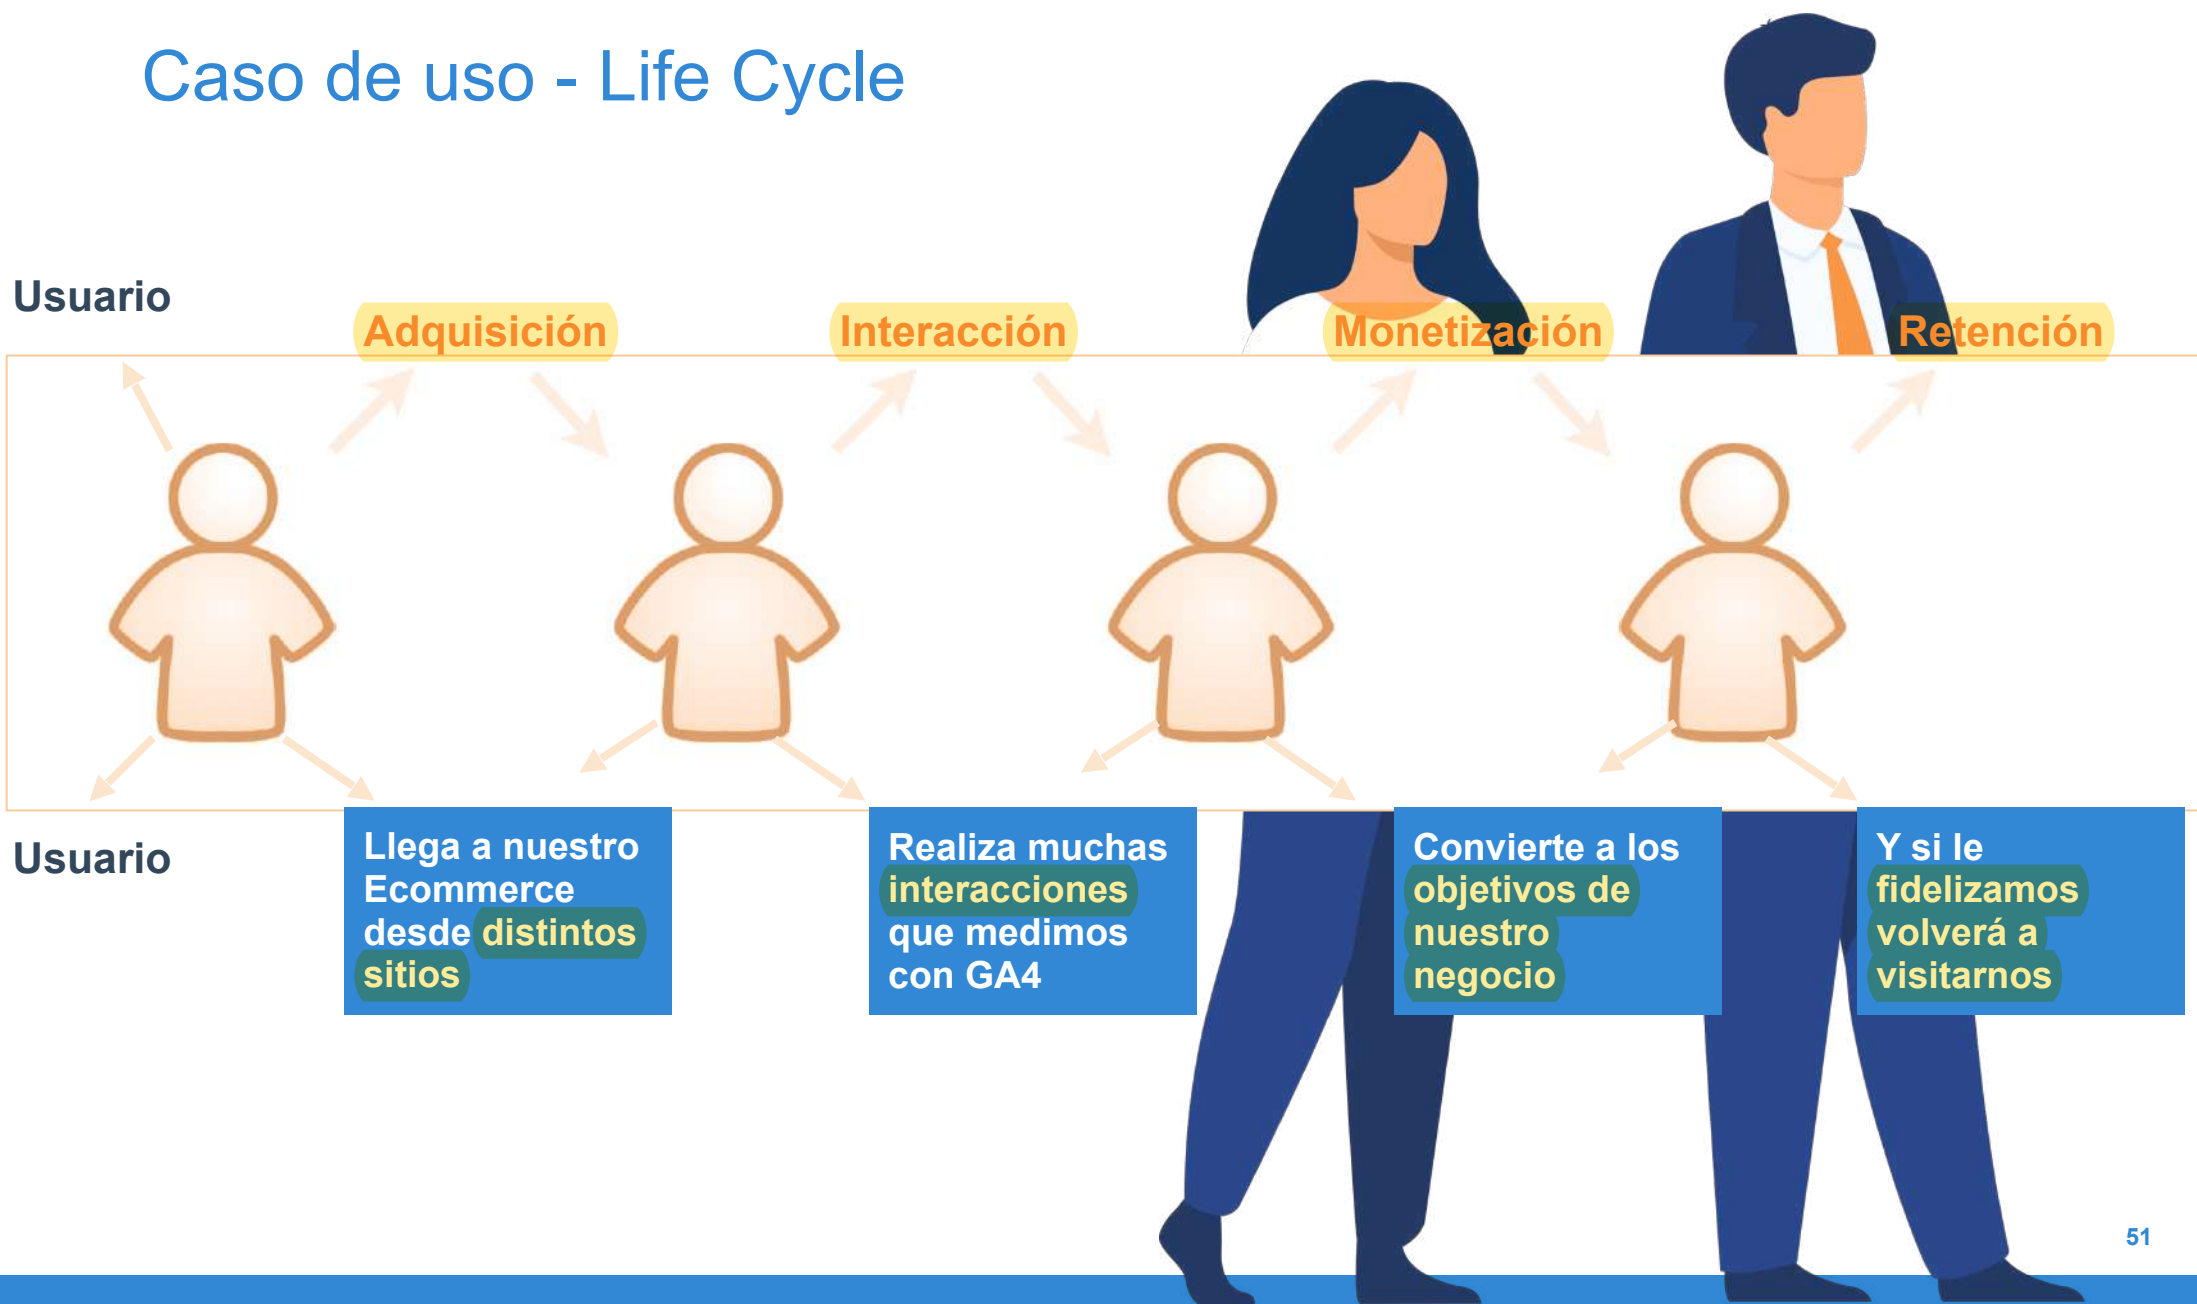 Caso de uso - Life Cycle
Usuario
Adquisición
Interacción
Monetización
Retención
Usuario
Llega a nuestro
Ecommerce
desde distintos
sitios
Realiza muchas
interacciones
que medimos
con GA4
Convierte a los
objetivos de
nuestro
negocio
Y si le
fidelizamos
volverá a
visitarnos
51